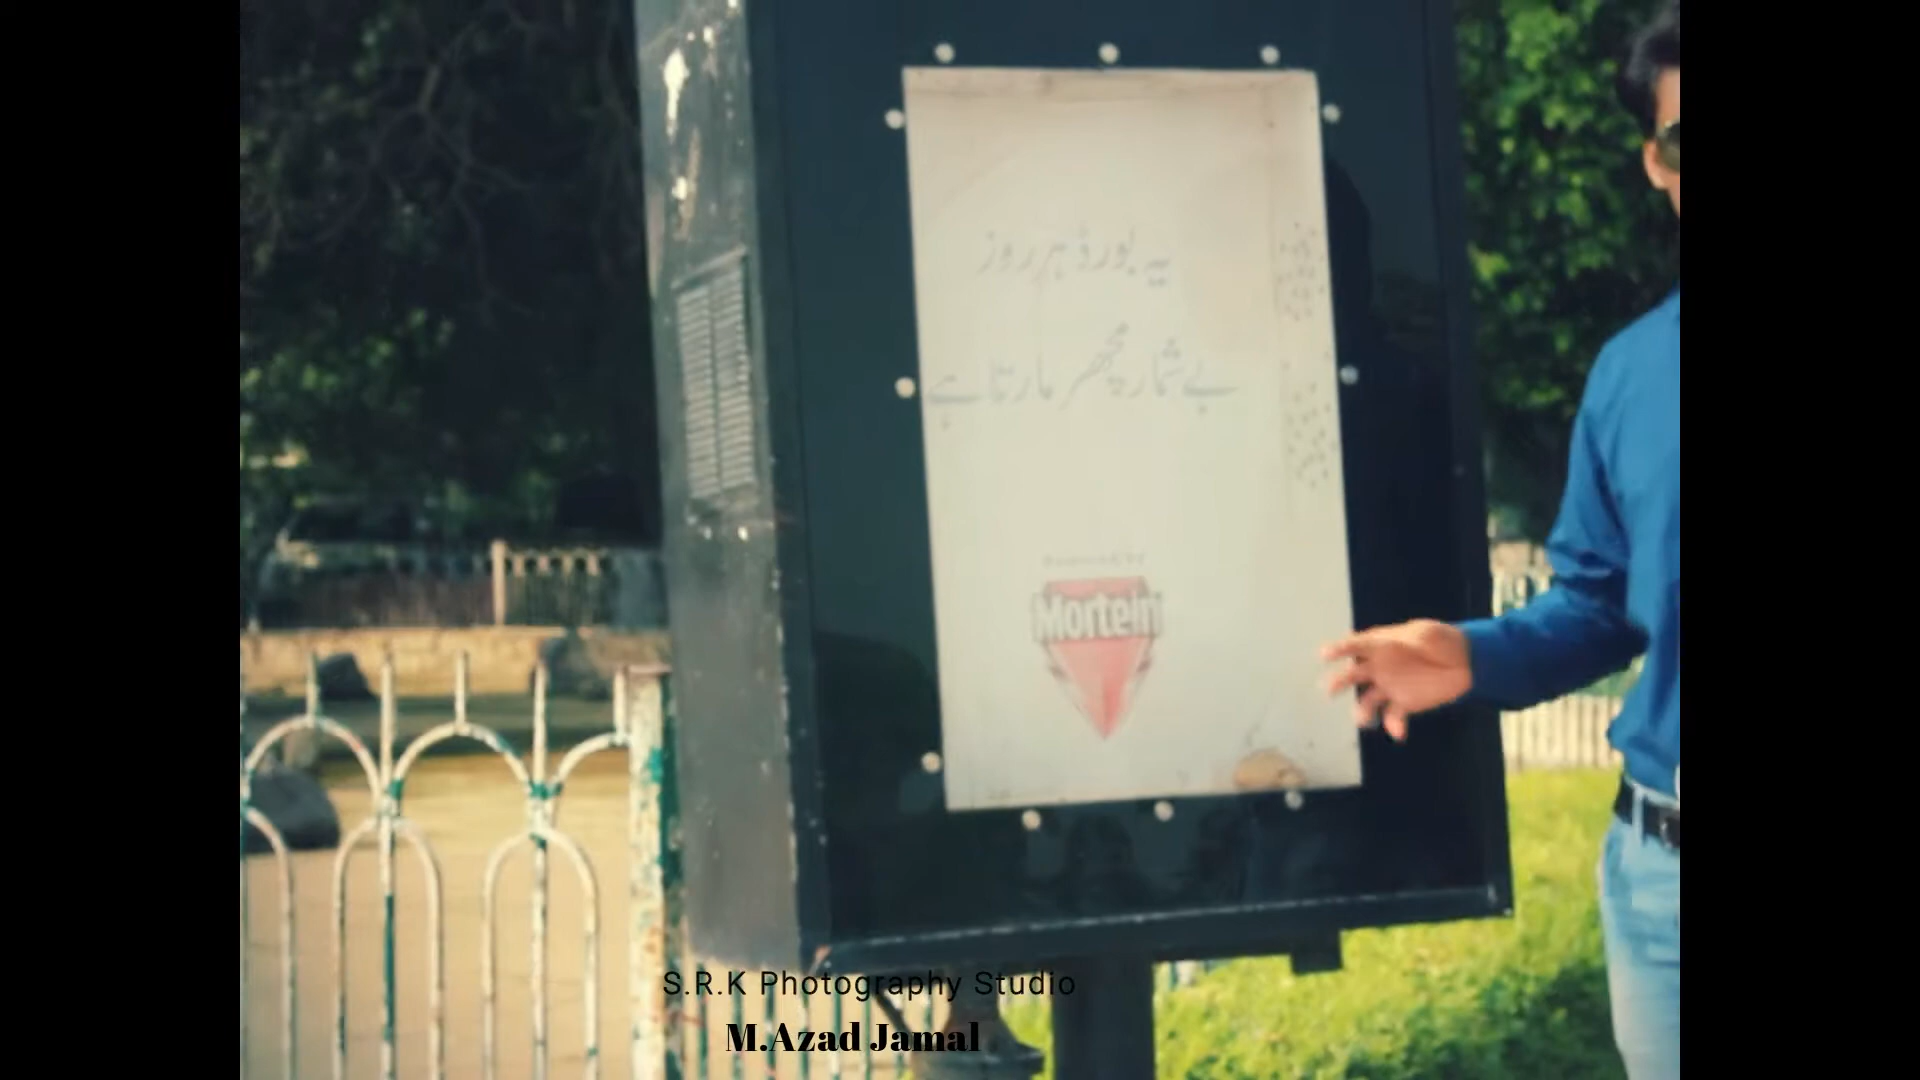 یہ بورڈ ہر روز
بے شمار مچھر مارتا ہے
Mortein
S.R.K Photography Studio
M.Azad Jamal